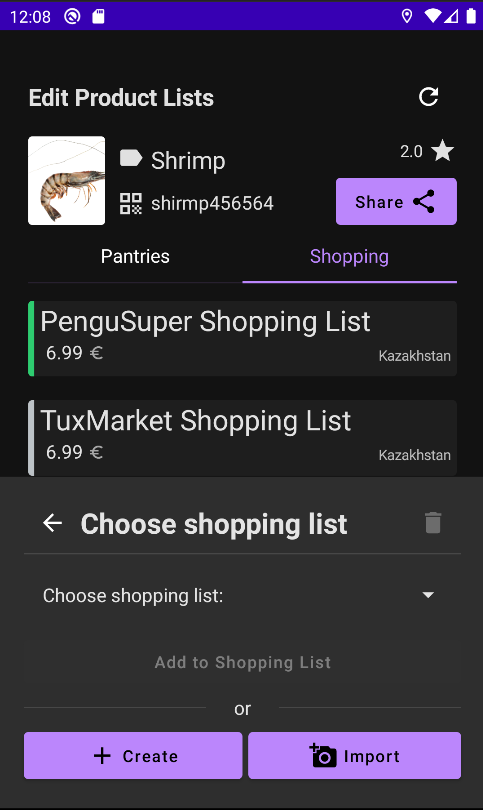 12:08
Edit Product Lists
Shrimp
2.0
shirmp456564
Share
Pantries
Shopping
PenguSuper Shopping List
6.99 €
Kazakhstan
TuxMarket Shopping List
6.99 €
Kazakhstan
Choose shopping list
Choose shopping list:
Add to Shopping List
or
Create
Import